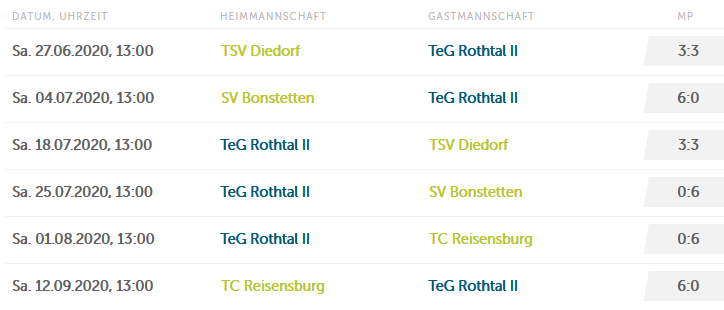 DATUM, UHRZEIT HEIMMANNSCHAFT GASTMANNSCHAFT MP
Sa. 27.06.2020, 13:00 TSV Diedorf TeG Rothtal II 3:3
Sa. 04.07.2020, 13:00 SV Bonstetten TeG Rothtal II 6:0
Sa. 18.07.2020, 13:00 TeG Rothtal II TSV Diedorf 3:3
Sa. 25.07.2020, 13:00 TeG Rothtal II SV Bonstetten 0:6
Sa. 01.08.2020, 13:00 TeG Rothtal II TC Reisensburg 0:6
Sa. 12.09.2020, 13:00 TC Reisensburg TeG Rothtal II 6:0